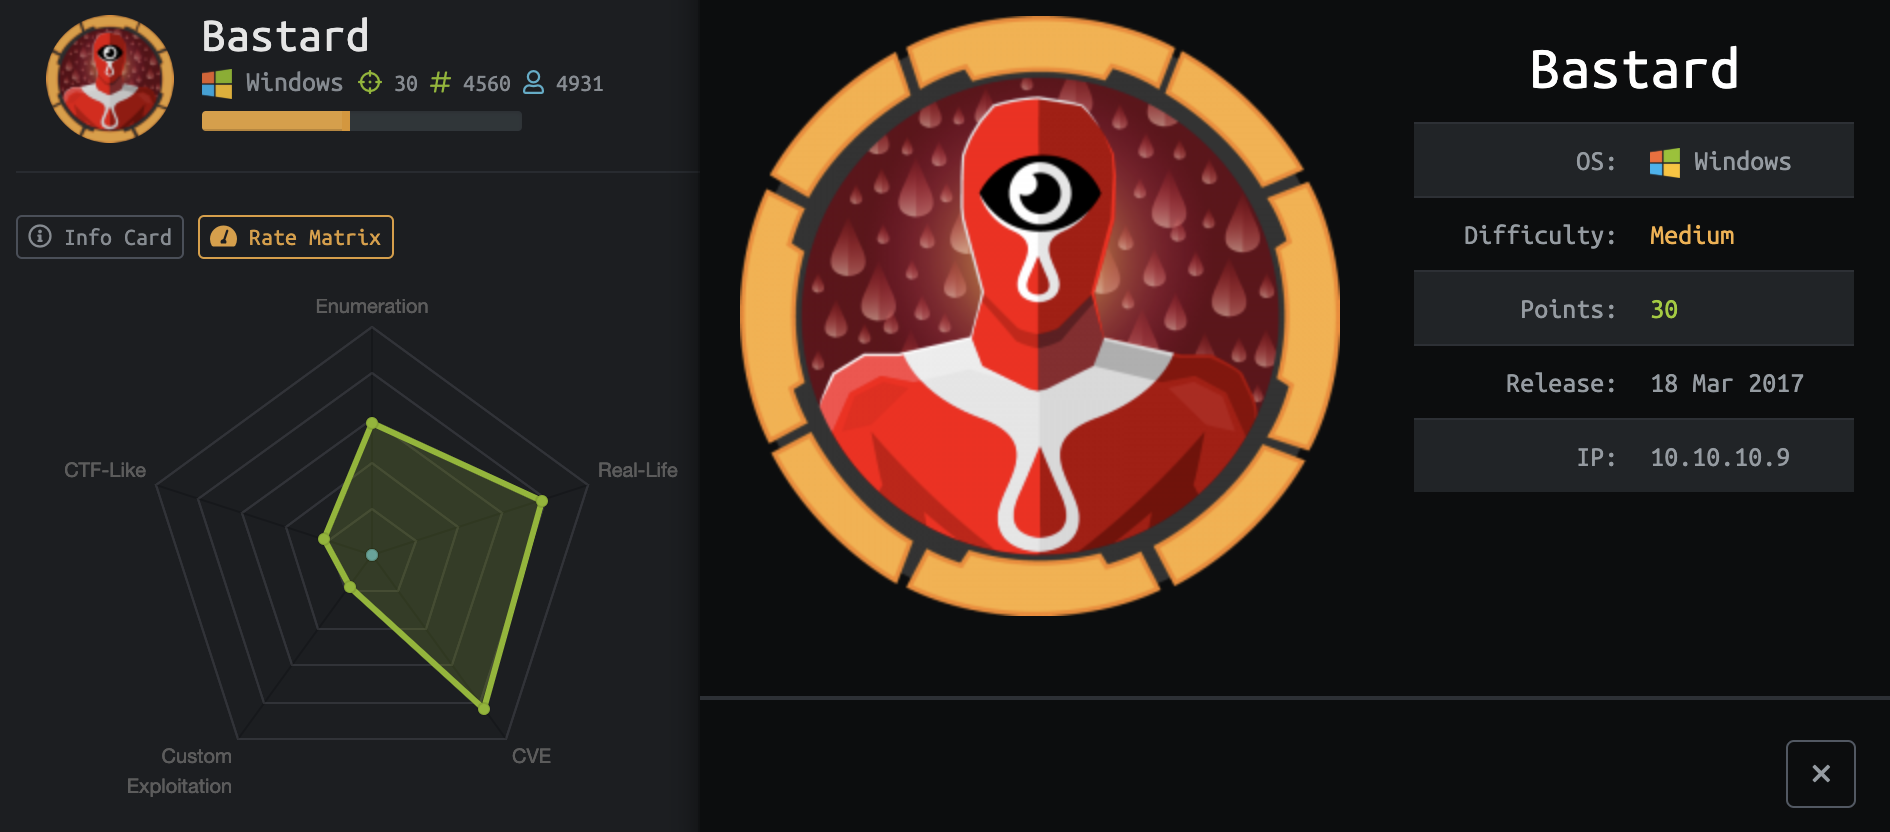 Bastard
Windows 30 # 4560 4931
Info Card Rate Matrix
Enumeration
CTF-Like
Real-Life
Custom
Exploitation
CVE
Bastard
OS: Windows
Difficulty: Medium
Points: 30
Release: 18 Mar 2017
IP: 10.10.10.9